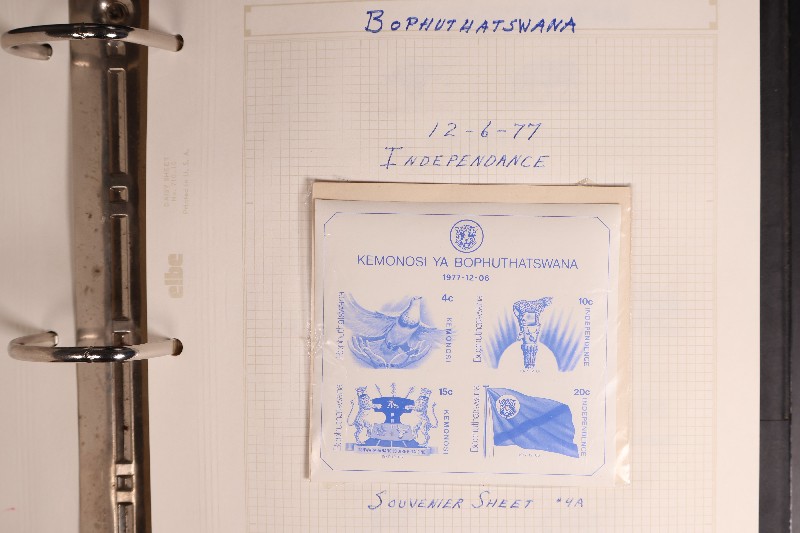 BOPHUTHATSWANA
12-6-77
INDEPENDANCE
KEMONOSI YA BOPHUTHATSWANA
1977-12-06
Bophuthatswana
4c
KEMONOSI
Bophuthatswana
10c
INDEPENDENCE
Bophuthatswana
15c
KEMONOSI
Bophuthatswana
20c
INDEPENDENCE
SOUVENIER SHEET #4A
elbe